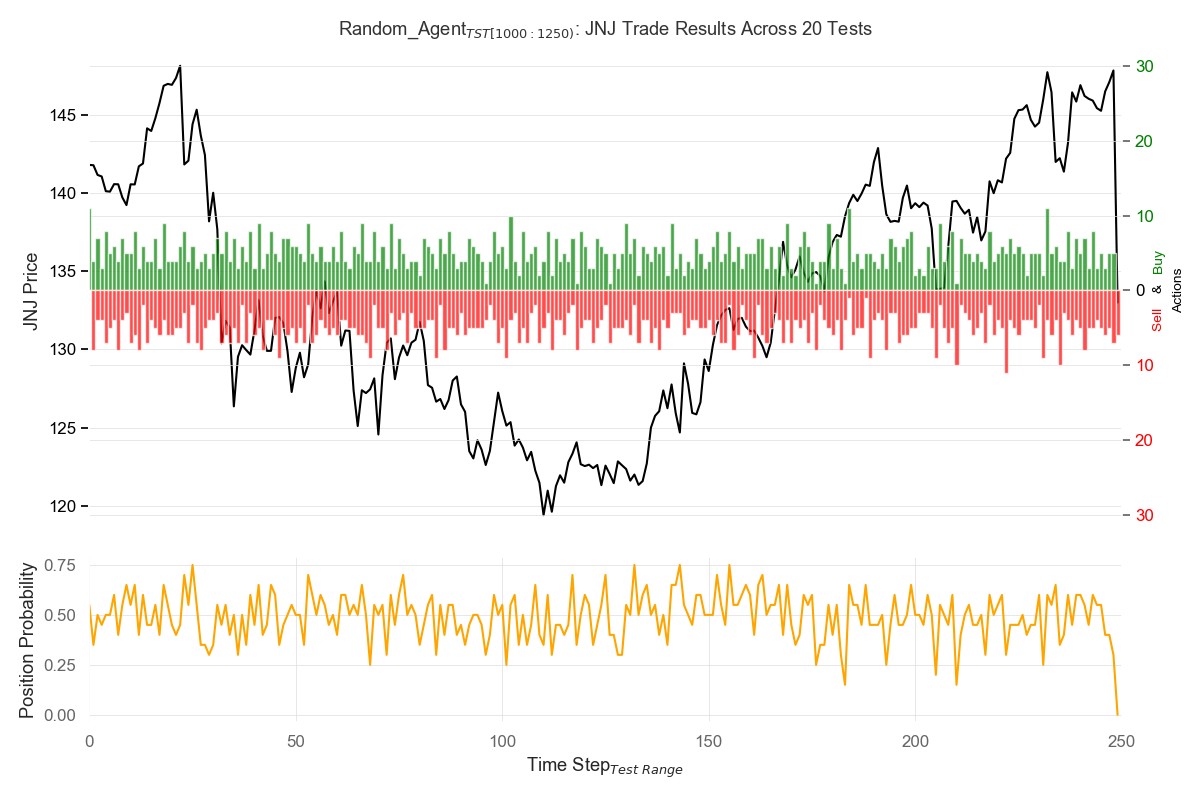 Random_Agent TST[1000:1250): JNJ Trade Results Across 20 Tests
JNJ Price
145
140
135
130
125
120
30
20
10
0
10
20
30
Sell & Buy
Actions
Position Probability
0.75
0.50
0.25
0.00
0 50 100 150 200 250
Time Step Test Range